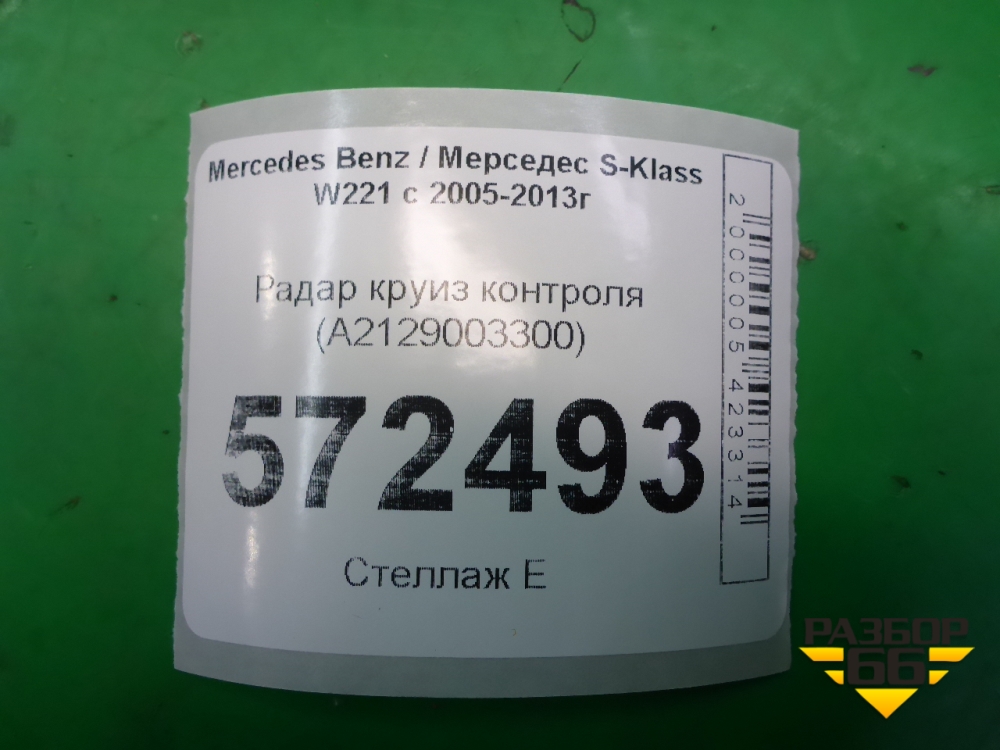 Mercedes Benz / Мерседес S-Klass
W221 с 2005-2013г
Радар круиз контроля
(A2129003300)
572493
Стеллаж Е
2000005423314
РАЗБОР
66